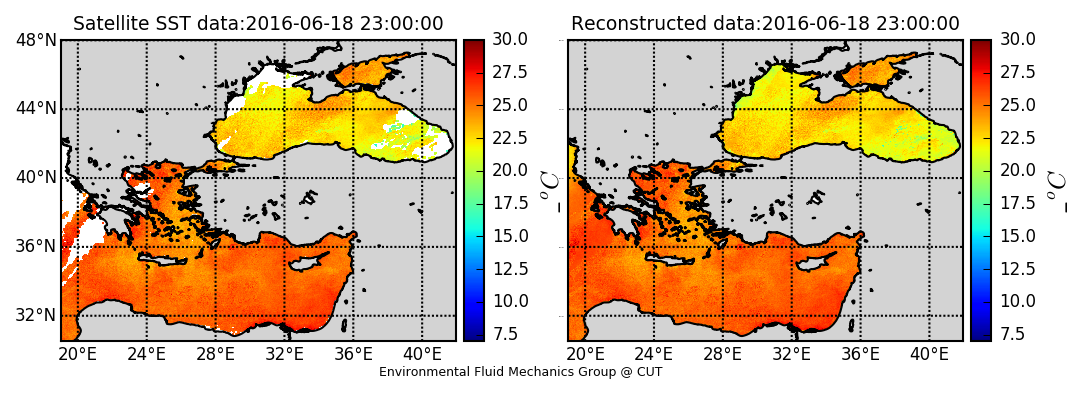 Satellite SST data:2016-06-18 23:00:00
48°N
44°N
40°N
36°N
32°N
20°E 24°E 28°E 32°E 36°E 40°E
30.0
27.5
25.0
22.5
20.0
17.5
15.0
12.5
10.0
7.5
°C
Reconstructed data:2016-06-18 23:00:00
20°E 24°E 28°E 32°E 36°E 40°E
30.0
27.5
25.0
22.5
20.0
17.5
15.0
12.5
10.0
7.5
°C
Environmental Fluid Mechanics Group @ CUT